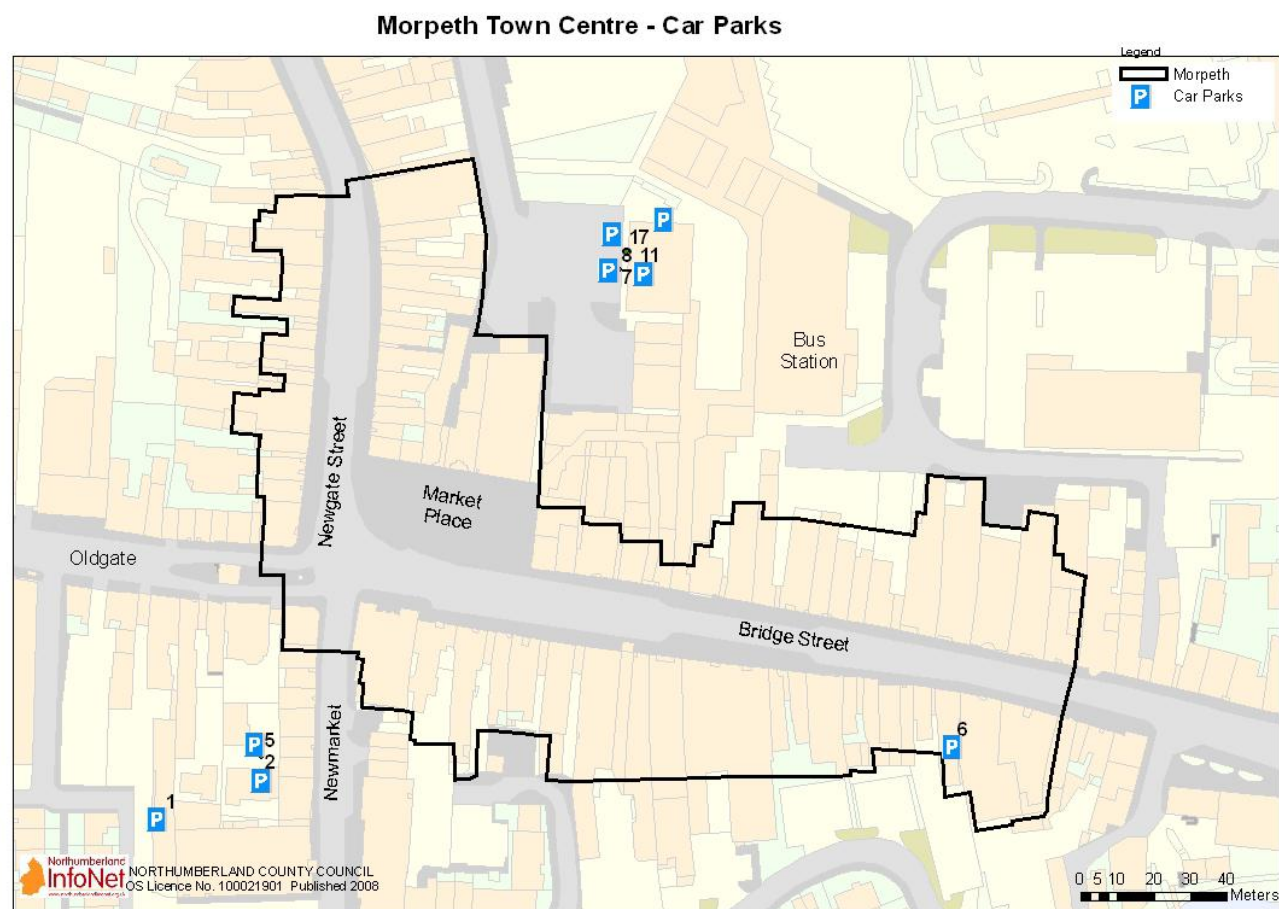 Morpeth Town Centre - Car Parks
Legend
Morpeth
P Car Parks
P
P
17
8 11
P
7
P
Bus
Station
Newgate Street
Market
Place
Oldgate
Bridge Street
Newmarket
6
P
P
5
2
P
1
P
Northumberland
InfoNet
NORTHUMBERLAND COUNTY COUNCIL
OS Licence No. 100021901 Published 2008
0 5 10 20 30 40
Meters